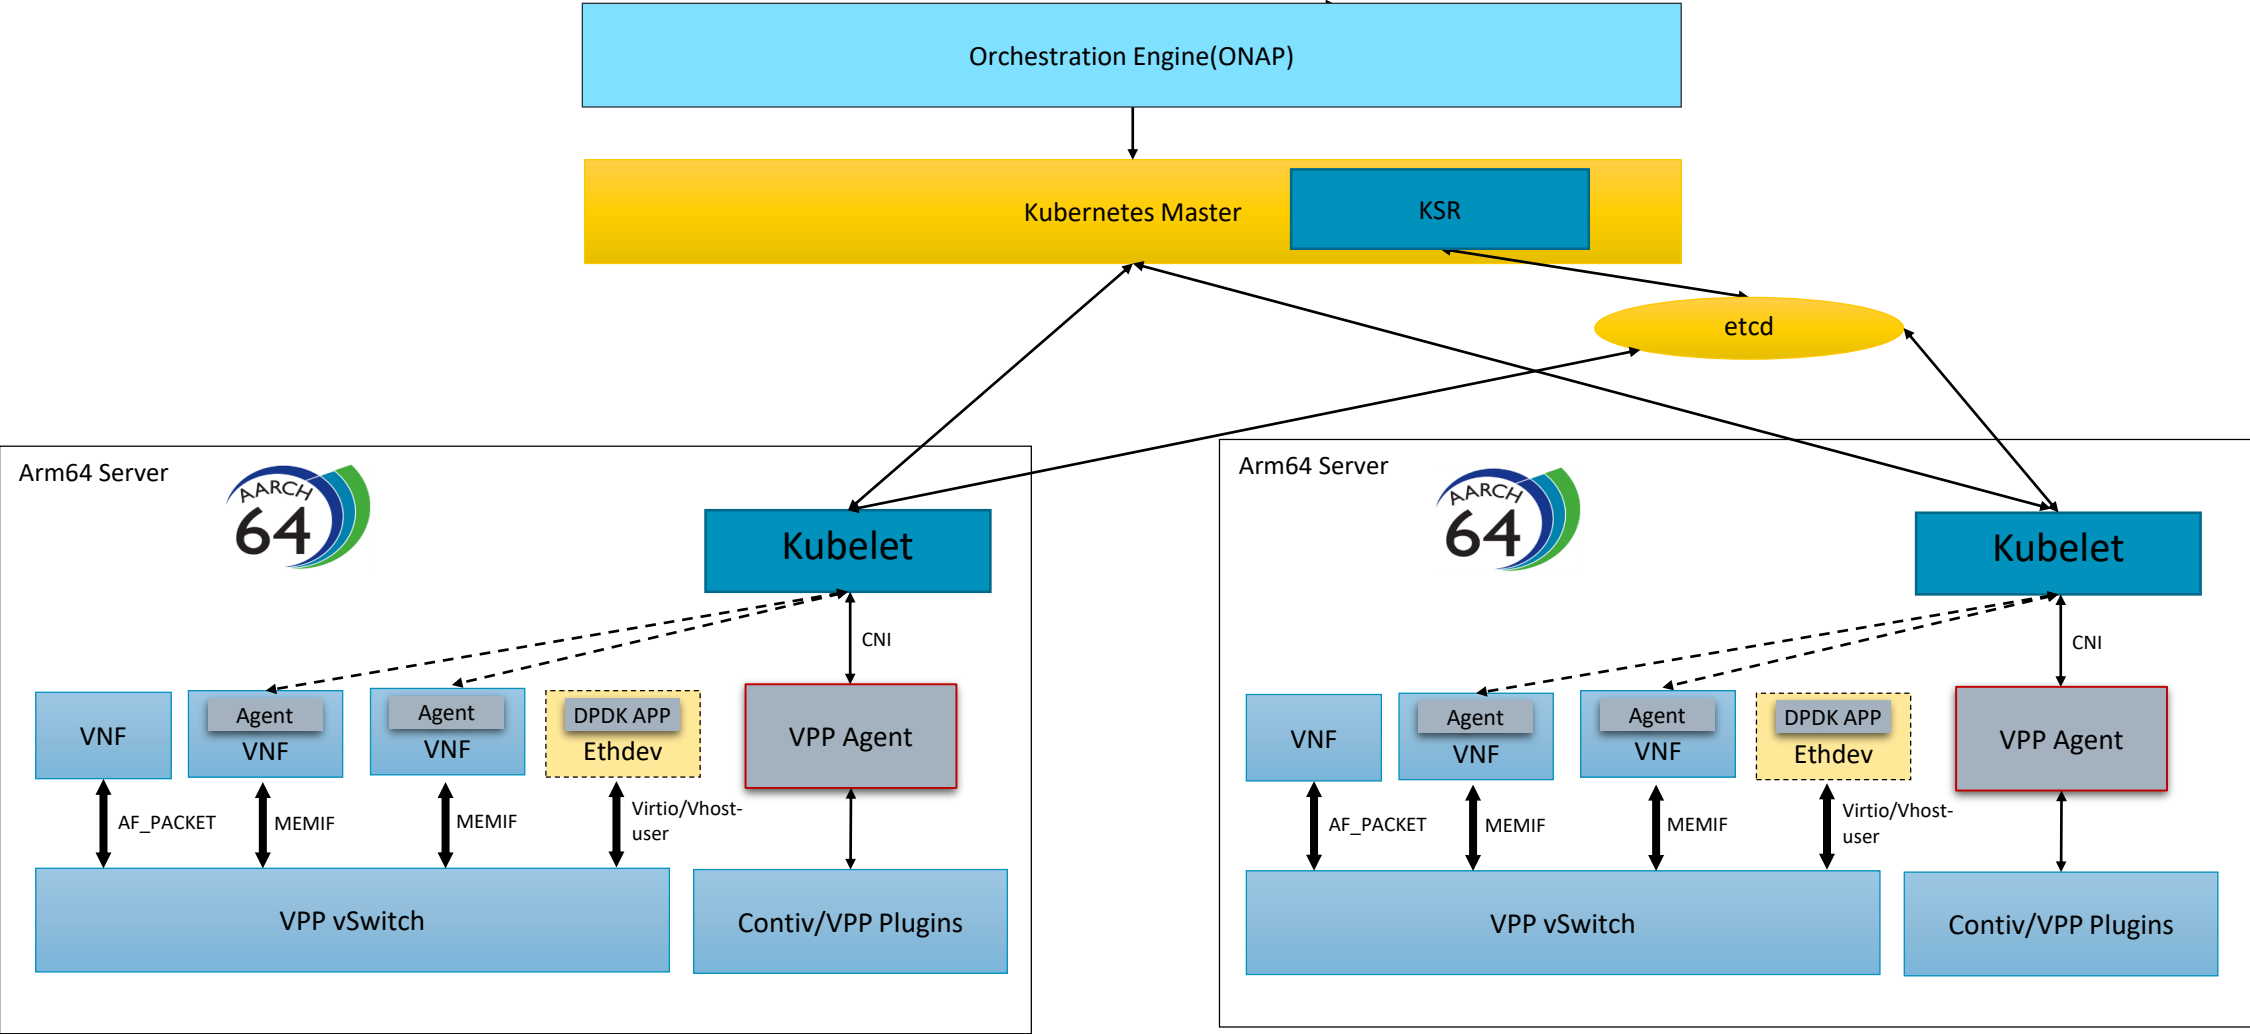 Orchestration Engine(ONAP)
Kubernetes Master
KSR
etcd
Arm64 Server
AARCH
64
Kubelet
CNI
VNF
Agent
VNF
Agent
VNF
DPDK APP
Ethdev
VPP Agent
AF_PACKET
MEMIF
MEMIF
Virtio/Vhost-
user
VPP vSwitch
Contiv/VPP Plugins
Arm64 Server
AARCH
64
Kubelet
CNI
VNF
Agent
VNF
Agent
VNF
DPDK APP
Ethdev
VPP Agent
AF_PACKET
MEMIF
MEMIF
Virtio/Vhost-
user
VPP vSwitch
Contiv/VPP Plugins